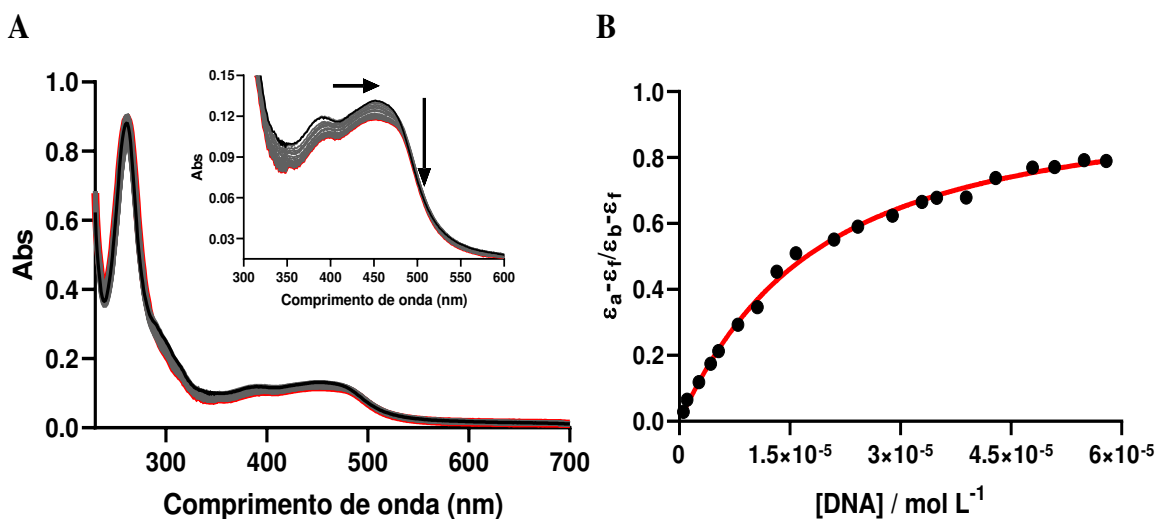 A
Abs
1.0
0.8
0.6
0.4
0.2
0.0
300 400 500 600 700
Comprimento de onda (nm)
Abs
0.15
0.12
0.09
0.06
0.03
300 350 400 450 500 550 600
Comprimento de onda (nm)
B
εa-εf/εb-εf
1.0
0.8
0.6
0.4
0.2
0.0
0 1.5×10⁻⁵ 3×10⁻⁵ 4.5×10⁻⁵ 6×10⁻⁵
[DNA] / mol L⁻¹